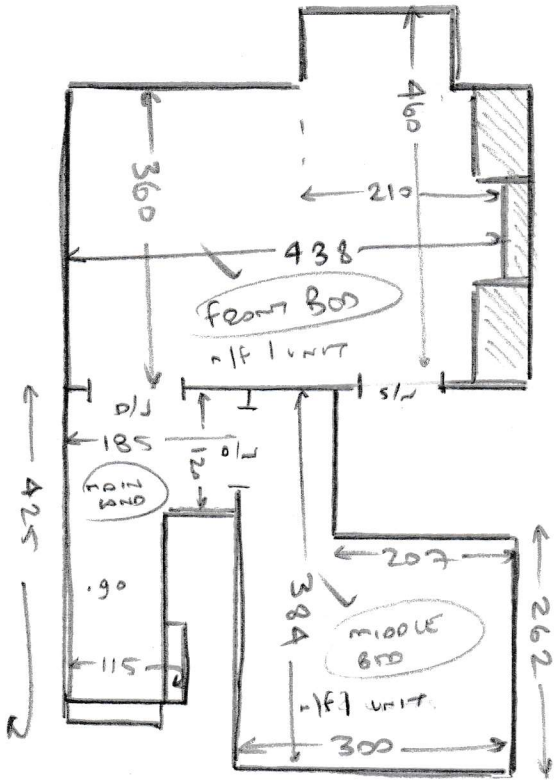 460
360
210
438
FRONT BED
n/f / UNIT
D/W
S/W
185
120
D/W
MAIN
LAND
425
207
.90
384
262
MIDDLE
BED
n/f / UNIT
115
300